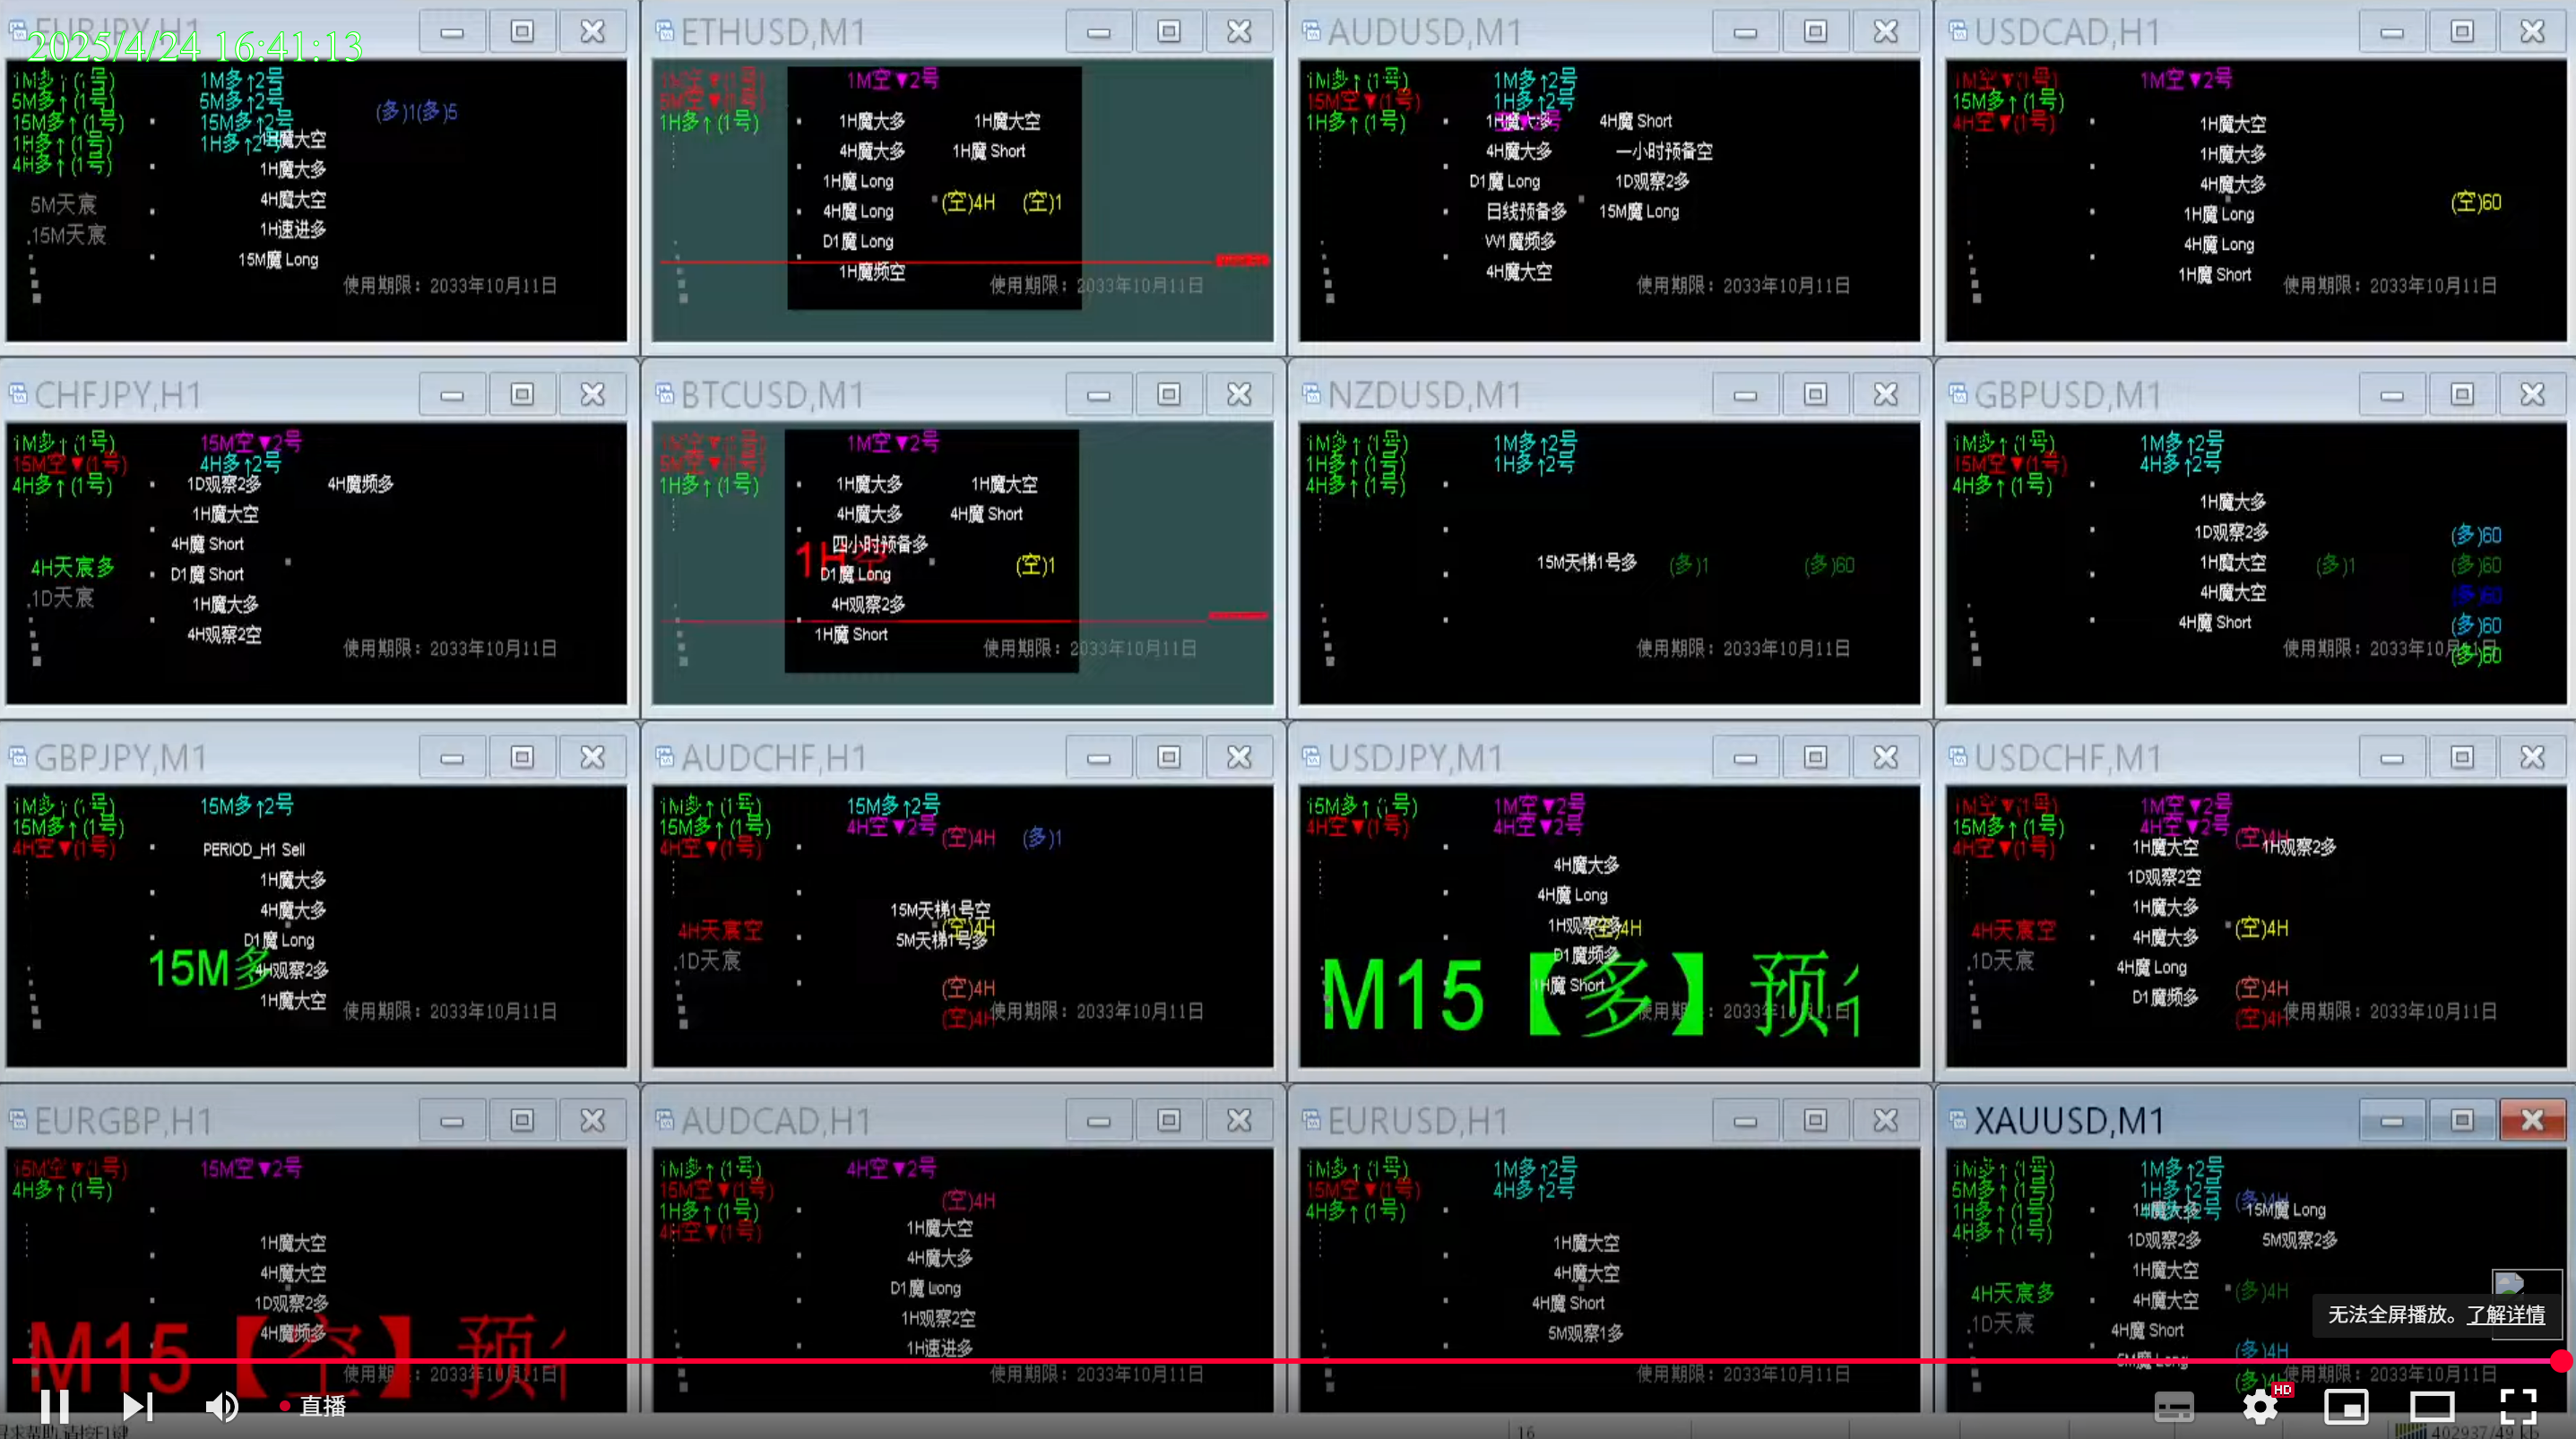 EURJPY,H1
2025/4/24 16:41:13
1M多↑(1号)
5M多↑(1号)
15M多↑(1号)
1H多↑(1号)
4H多↑(1号)
1M多↑2号
5M多↑2号
15M多↑2号
1H多↑2号
(多)1(多)5
1H魔大空
1H魔大多
4H魔大空
1H速进多
15M魔 Long
5M天宸
.15M天宸
使用期限：2033年10月11日
ETHUSD,M1
1M空▼(1号)
5M空▼(1号)
1H多↑(1号)
1M空▼2号
1H魔大多 1H魔大空
4H魔大多 1H魔 Short
1H魔 Long
(空)4H (空)1
4H魔 Long
D1魔 Long
1H魔频空
使用期限：2033年10月11日
AUDUSD,M1
1M多↑(1号)
15M空▼(1号)
1H多↑(1号)
1M多↑2号
1H多↑2号
1H魔大多 4H魔 Short
4H魔大多 一小时预备空
D1魔 Long 1D观察2多
日线预备多 15M魔 Long
W1魔频多
4H魔大空
使用期限：2033年10月11日
USDCAD,H1
1M空▼(1号)
15M多↑(1号)
4H空▼(1号)
1M空▼2号
1H魔大空
1H魔大多
4H魔大多
(空)60
1H魔 Long
4H魔 Long
1H魔 Short
使用期限：2033年10月11日
CHFJPY,H1
1M多↑(1号)
15M空▼(1号)
4H多↑(1号)
15M空▼2号
4H多↑2号
1D观察2多 4H魔频多
1H魔大空
4H魔 Short
D1魔 Short
1H魔大多
4H观察2空
4H天宸多
.1D天宸
使用期限：2033年10月11日
BTCUSD,M1
5M空▼
1H多↑(1号)
1M空▼2号
1H魔大多 1H魔大空
4H魔大多 4H魔 Short
四小时预备多
1H空
(空)1
D1魔 Long
4H观察2多
1H魔 Short
使用期限：2033年10月11日
NZDUSD,M1
1M多↑(1号)
1H多↑(1号)
4H多↑(1号)
1M多↑2号
1H多↑2号
15M天梯1号多 (多)1 (多)60
使用期限：2033年10月11日
GBPUSD,M1
1M多↑(1号)
15M空▼(1号)
4H多↑(1号)
1M多↑2号
4H多↑2号
1H魔大多
1D观察2多 (多)60
1H魔大空 (多)1 (多)60
4H魔大空 (多)60
4H魔 Short (多)60
使用期限：2033年10月11日
(多)60
GBPJPY,M1
1M多↑(1号)
15M多↑(1号)
4H空▼(1号)
15M多↑2号
PERIOD_H1 Sell
1H魔大多
4H魔大多
D1魔 Long
15M多
4H观察2多
1H魔大空
使用期限：2033年10月11日
AUDCHF,H1
1M多↑(1号)
15M多↑(1号)
4H空▼(1号)
15M多↑2号
4H空▼2号
(空)4H (多)1
15M天梯1号空
(空)4H
5M天梯1号多
4H天宸空
.1D天宸
(空)4H
(空)4H
使用期限：2033年10月11日
USDJPY,M1
15M多↑(1号)
4H空▼(1号)
1M空▼2号
4H空▼2号
4H魔大多
4H魔 Long
1H观察2多
(空)4H
D1魔频多
1H魔 Short
M15【多】预
使用期限：2033年10月11日
USDCHF,M1
1M空▼(1号)
15M多↑(1号)
4H空▼(1号)
1M空▼2号
4H空▼2号
(空)4H
1H魔大空 1H观察2多
1D观察2空
1H魔大多
4H魔大多 (空)4H
4H魔 Long
D1魔频多
4H天宸空
.1D天宸
(空)4H
(空)4H
使用期限：2033年10月11日
EURGBP,H1
15M空▼(1号)
4H多↑(1号)
15M空▼2号
1H魔大空
4H魔大空
1D观察2多
4H魔频多
M15【空】预
使用期限：2033年10月11日
AUDCAD,H1
1M多↑(1号)
15M空▼(1号)
1H多↑(1号)
4H空▼(1号)
4H空▼2号
(空)4H
1H魔大空
4H魔大多
D1魔 Long
1H观察2空
1H速进多
使用期限：2033年10月11日
EURUSD,H1
1M多↑(1号)
15M空▼(1号)
4H多↑(1号)
1M多↑2号
4H多↑2号
1H魔大空
4H魔大空
4H魔 Short
5M观察1多
使用期限：2033年10月11日
XAUUSD,M1
1M多↑(1号)
5M多↑(1号)
1H多↑(1号)
4H多↑(1号)
1M多↑2号
1H多↑2号
4H多↑2号
(多)4H
1H魔大多 15M魔 Long
1D观察2多 5M观察2多
1H魔大空
4H魔大空 (多)4H
4H魔 Short
5M魔 Long
4H天宸多
.1D天宸
(多)4H
(多)4H
使用期限：2033年10月11日
无法全屏播放。了解详情
直播
HD
16
402937/49 kb